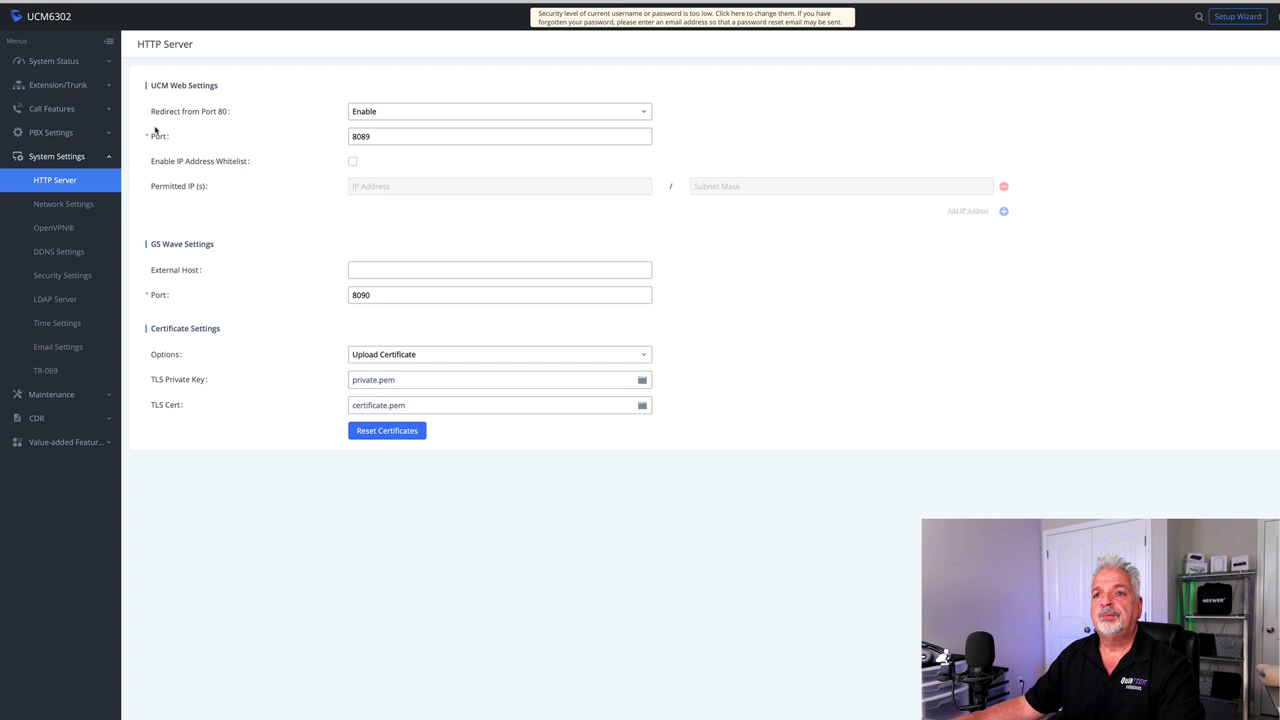 UCM6302
Security level of current username or password is too low. Click here to change them. If you have
forgotten your password, please enter an email address so that a password reset email may be sent.
Setup Wizard
Menus
System Status
Extension/Trunk
Call Features
PBX Settings
System Settings
HTTP Server
Network Settings
OpenVPN®
DDNS Settings
Security Settings
LDAP Server
Time Settings
Email Settings
TR-069
Maintenance
CDR
Value-added Featur...
HTTP Server
UCM Web Settings
Redirect from Port 80:
Enable
* Port:
8089
Enable IP Address Whitelist:
Permitted IP (s):
IP Address
/
Subnet Mask
Add IP Address
GS Wave Settings
External Host:
* Port:
8090
Certificate Settings
Options:
Upload Certificate
TLS Private Key:
private.pem
TLS Cert:
certificate.pem
Reset Certificates
NEEWER